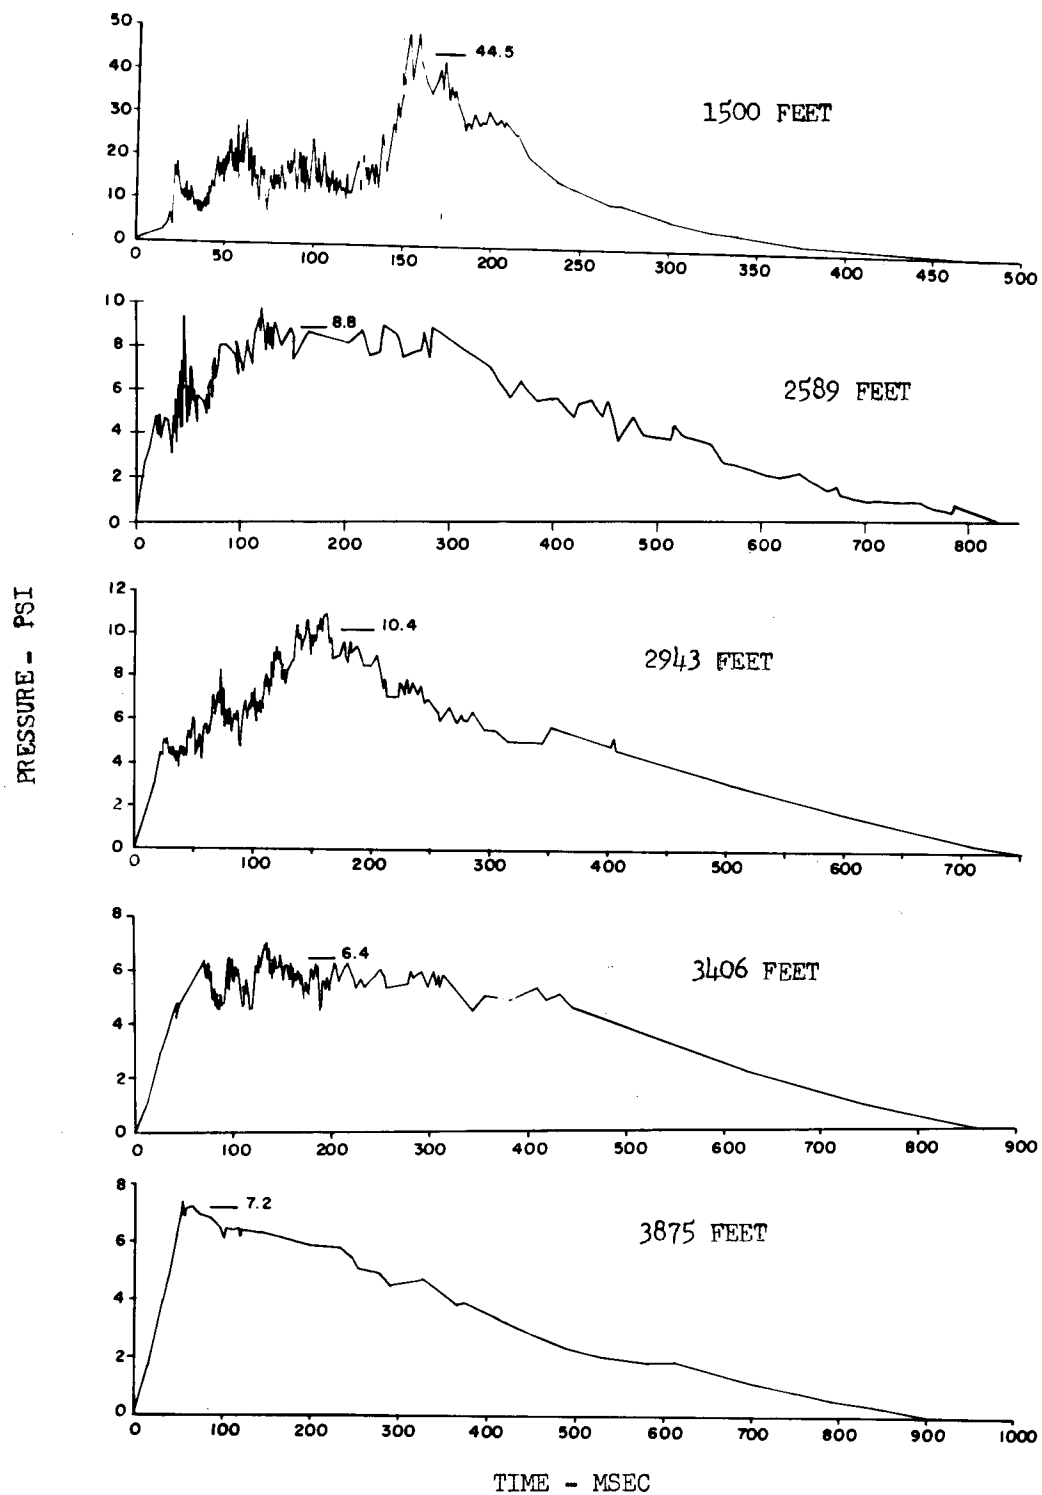 50
40
44.5
30
1500 FEET
20
10
0
0 50 100 150 200 250 300 350 400 450 500
10
8
8.8
6
2589 FEET
4
2
0
0 100 200 300 400 500 600 700 800
12
10
10.4
8
2943 FEET
6
4
2
0
0 100 200 300 400 500 600 700
PRESSURE - PSI
8
6.4
6
3406 FEET
4
2
0
0 100 200 300 400 500 600 700 800 900
8
7.2
6
3875 FEET
4
2
0
0 100 200 300 400 500 600 700 800 900 1000
TIME - MSEC